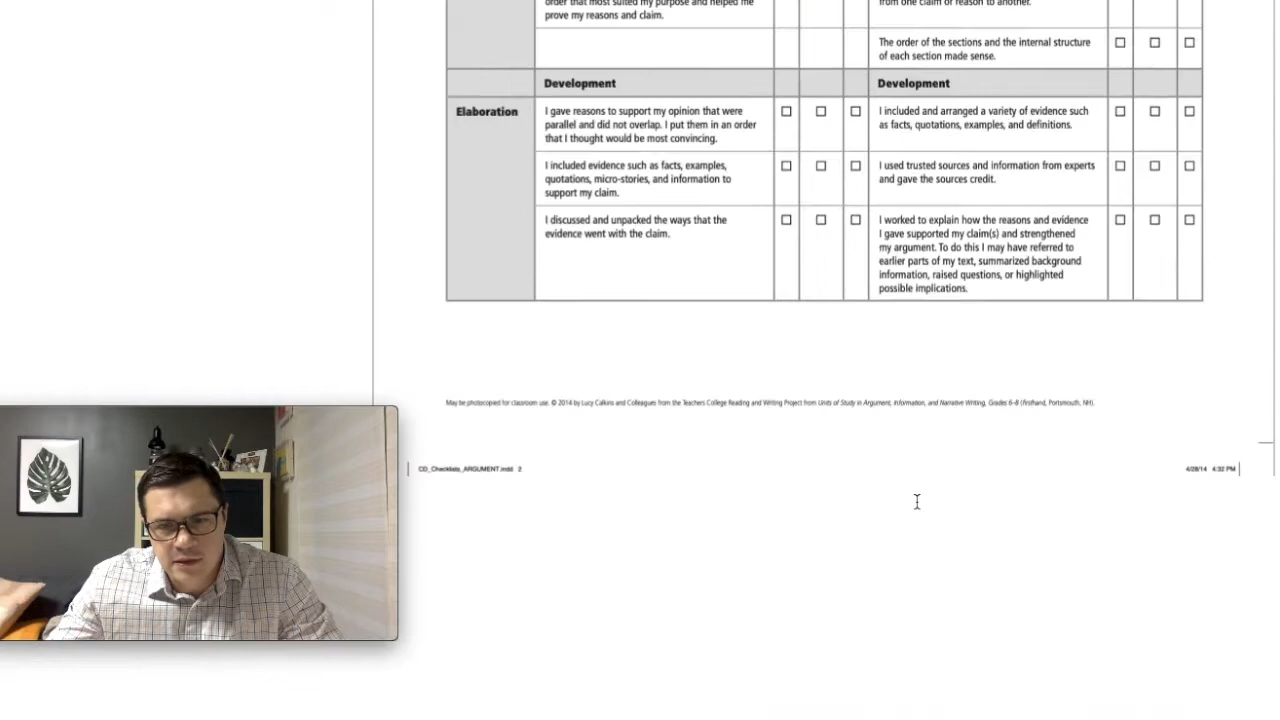 order that most suited my purpose and helped me
prove my reasons and claim.
from one claim or reason to another.
The order of the sections and the internal structure
of each section made sense.
Development
Development
Elaboration
I gave reasons to support my opinion that were
parallel and did not overlap. I put them in an order
that I thought would be most convincing.
I included and arranged a variety of evidence such
as facts, quotations, examples, and definitions.
I included evidence such as facts, examples,
quotations, micro-stories, and information to
support my claim.
I used trusted sources and information from experts
and gave the sources credit.
I discussed and unpacked the ways that the
evidence went with the claim.
I worked to explain how the reasons and evidence
I gave supported my claim(s) and strengthened
my argument. To do this I may have referred to
earlier parts of my text, summarized background
information, raised questions, or highlighted
possible implications.
May be photocopied for classroom use. © 2014 by Lucy Calkins and Colleagues from the Teachers College Reading and Writing Project from Units of Study in Argument, Information, and Narrative Writing, Grades 6–8 (firsthand, Portsmouth, NH).
CD_Checklists_ARGUMENT.indd 2
4/28/14 4:32 PM